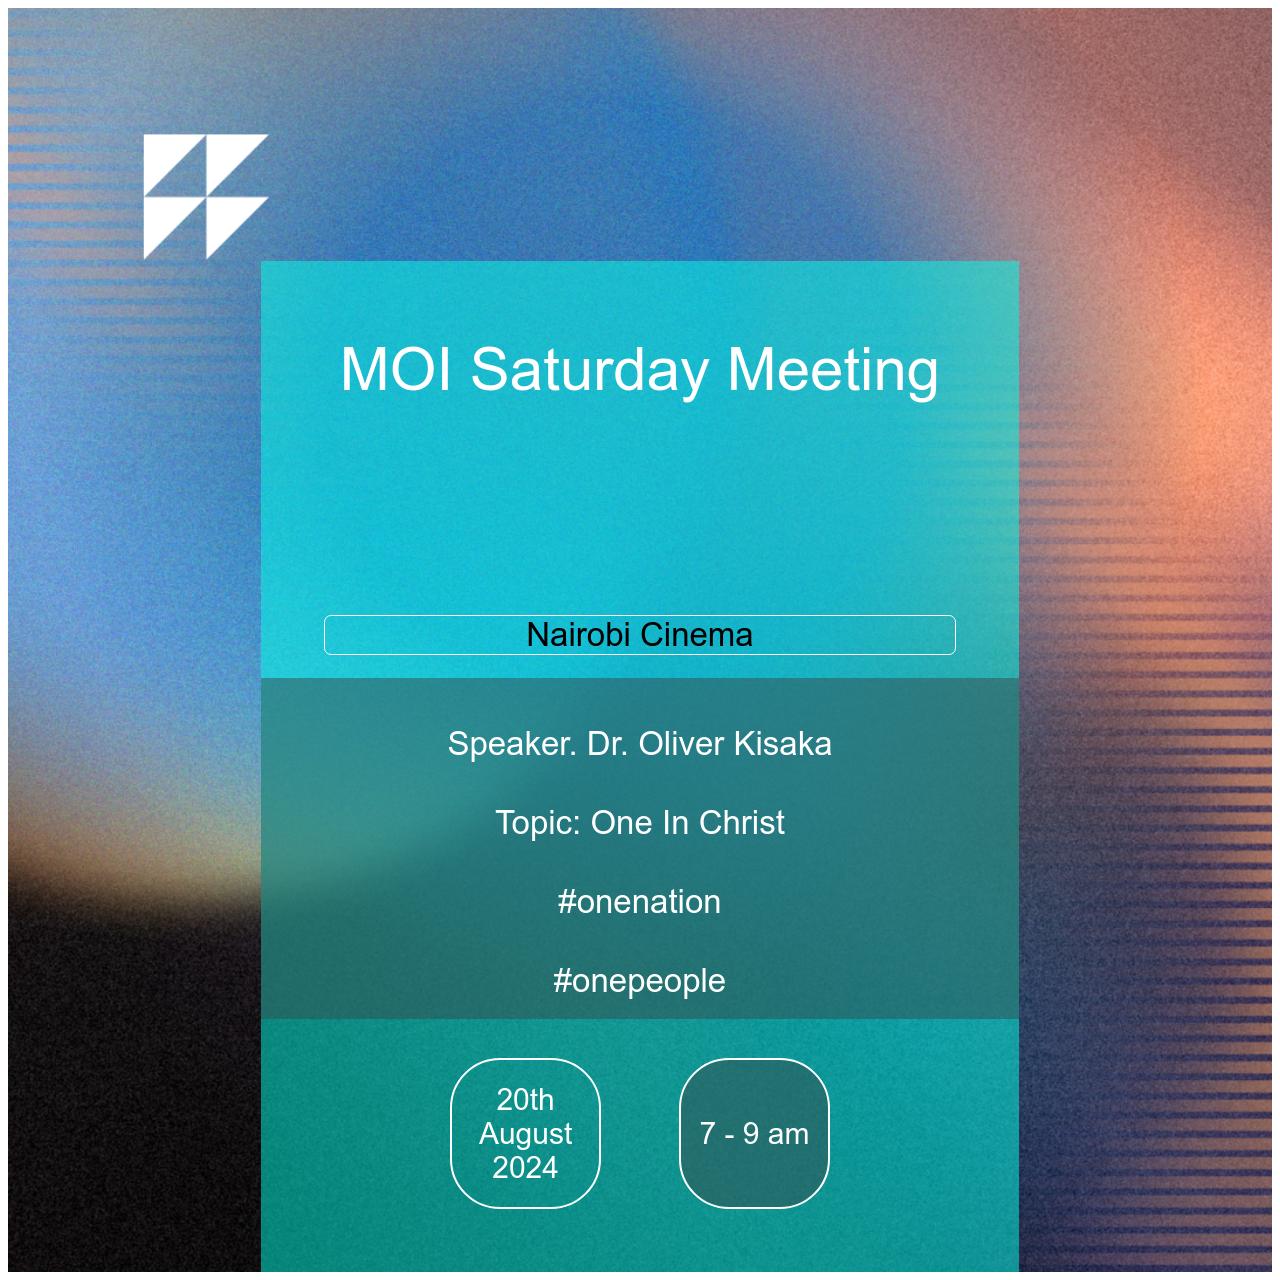 MOI Saturday Meeting
Nairobi Cinema
Speaker. Dr. Oliver Kisaka
Topic: One In Christ
#onenation
#onepeople
20th
August
2024
7 - 9 am